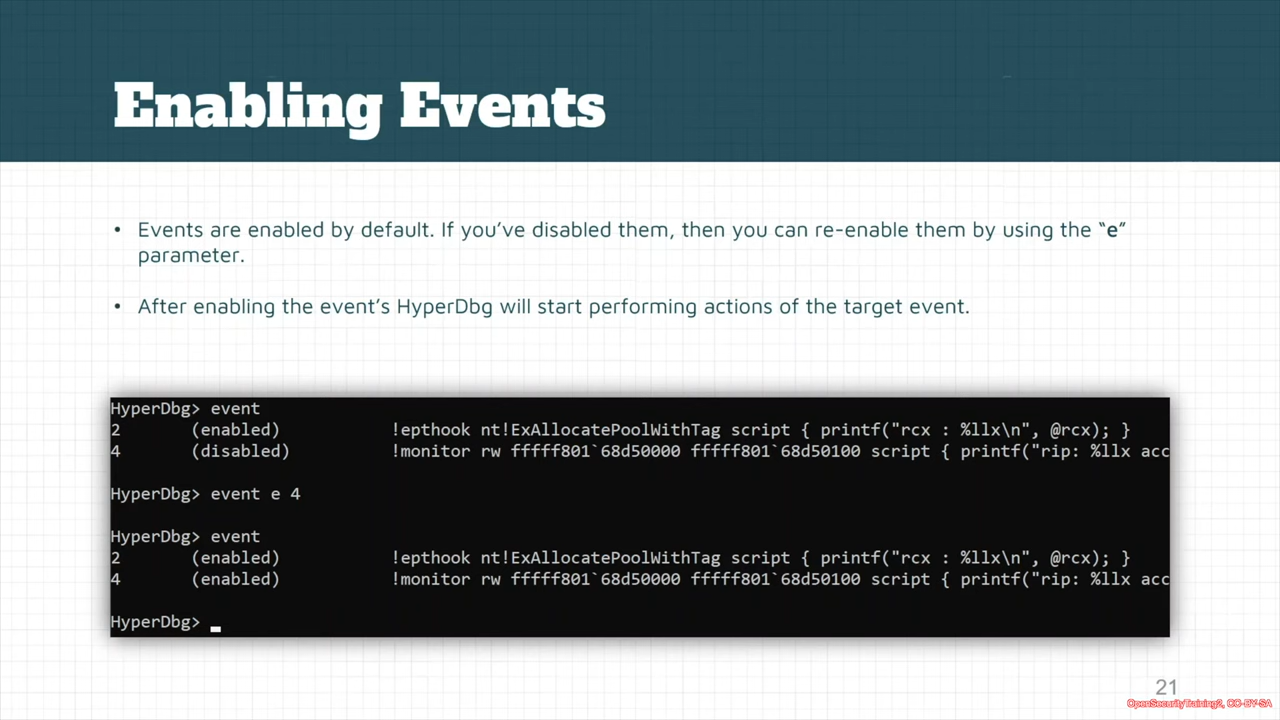 Enabling Events
• Events are enabled by default. If you’ve disabled them, then you can re-enable them by using the “e”
parameter.
• After enabling the event’s HyperDbg will start performing actions of the target event.
HyperDbg> event
2 (enabled) !epthook nt!ExAllocatePoolWithTag script { printf("rcx : %llx\n", @rcx); }
4 (disabled) !monitor rw fffff801`68d50000 fffff801`68d50100 script { printf("rip: %llx acc
HyperDbg> event e 4
HyperDbg> event
2 (enabled) !epthook nt!ExAllocatePoolWithTag script { printf("rcx : %llx\n", @rcx); }
4 (enabled) !monitor rw fffff801`68d50000 fffff801`68d50100 script { printf("rip: %llx acc
HyperDbg> _
21
OpenSecurityTraining2, CC-BY-SA